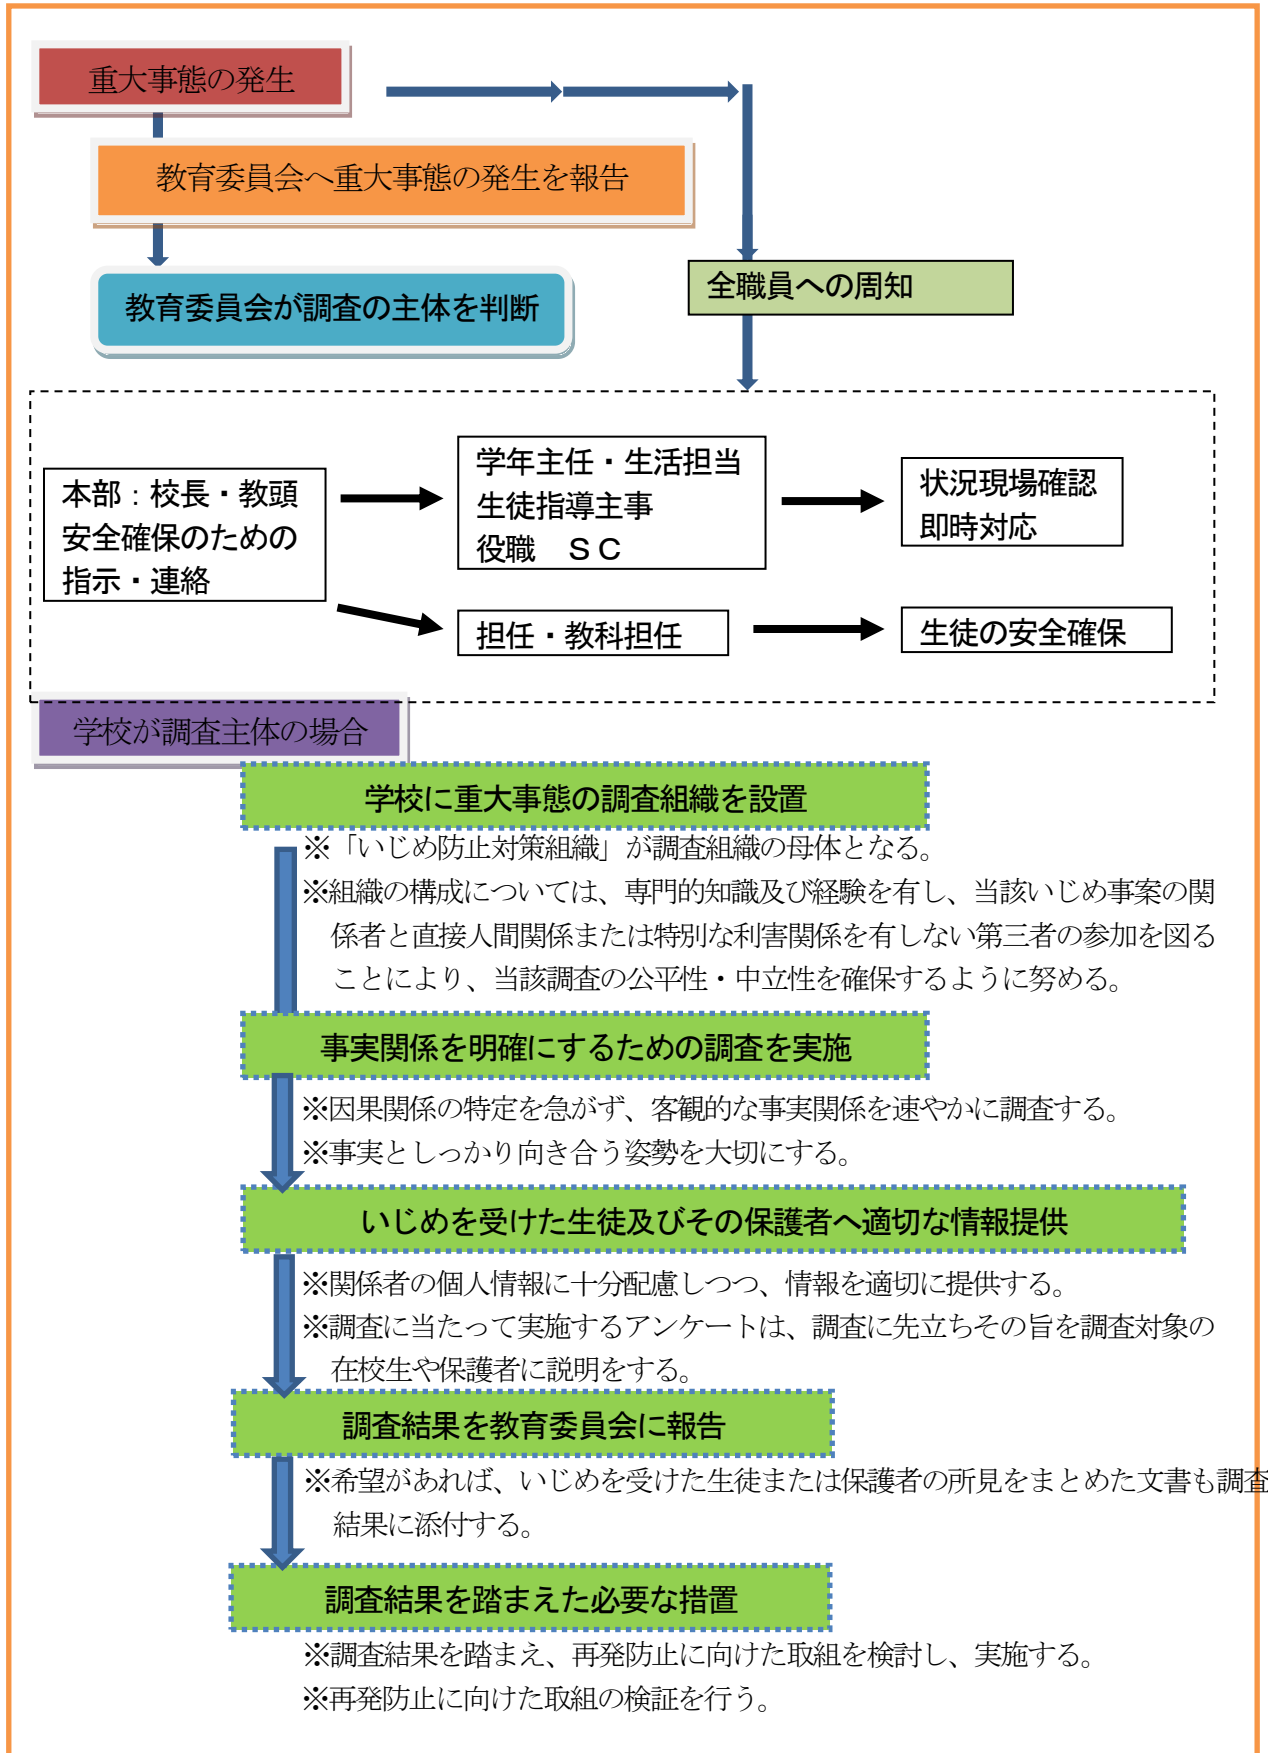 重大事態の発生
教育委員会へ重大事態の発生を報告
教育委員会が調査の主体を判断
全職員への周知
本部：校長・教頭
安全確保のための
指示・連絡
学年主任・生活担当
生徒指導主事
役職　ＳＣ
状況現場確認
即時対応
担任・教科担任
生徒の安全確保
学校が調査主体の場合
学校に重大事態の調査組織を設置
※「いじめ防止対策組織」が調査組織の母体となる。
※組織の構成については、専門的知識及び経験を有し、当該いじめ事案の関
係者と直接人間関係または特別な利害関係を有しない第三者の参加を図る
ことにより、当該調査の公平性・中立性を確保するように努める。
事実関係を明確にするための調査を実施
※因果関係の特定を急がず、客観的な事実関係を速やかに調査する。
※事実としっかり向き合う姿勢を大切にする。
いじめを受けた生徒及びその保護者へ適切な情報提供
※関係者の個人情報に十分配慮しつつ、情報を適切に提供する。
※調査に当たって実施するアンケートは、調査に先立ちその旨を調査対象の
在校生や保護者に説明をする。
調査結果を教育委員会に報告
※希望があれば、いじめを受けた生徒または保護者の所見をまとめた文書も調査
結果に添付する。
調査結果を踏まえた必要な措置
※調査結果を踏まえ、再発防止に向けた取組を検討し、実施する。
※再発防止に向けた取組の検証を行う。